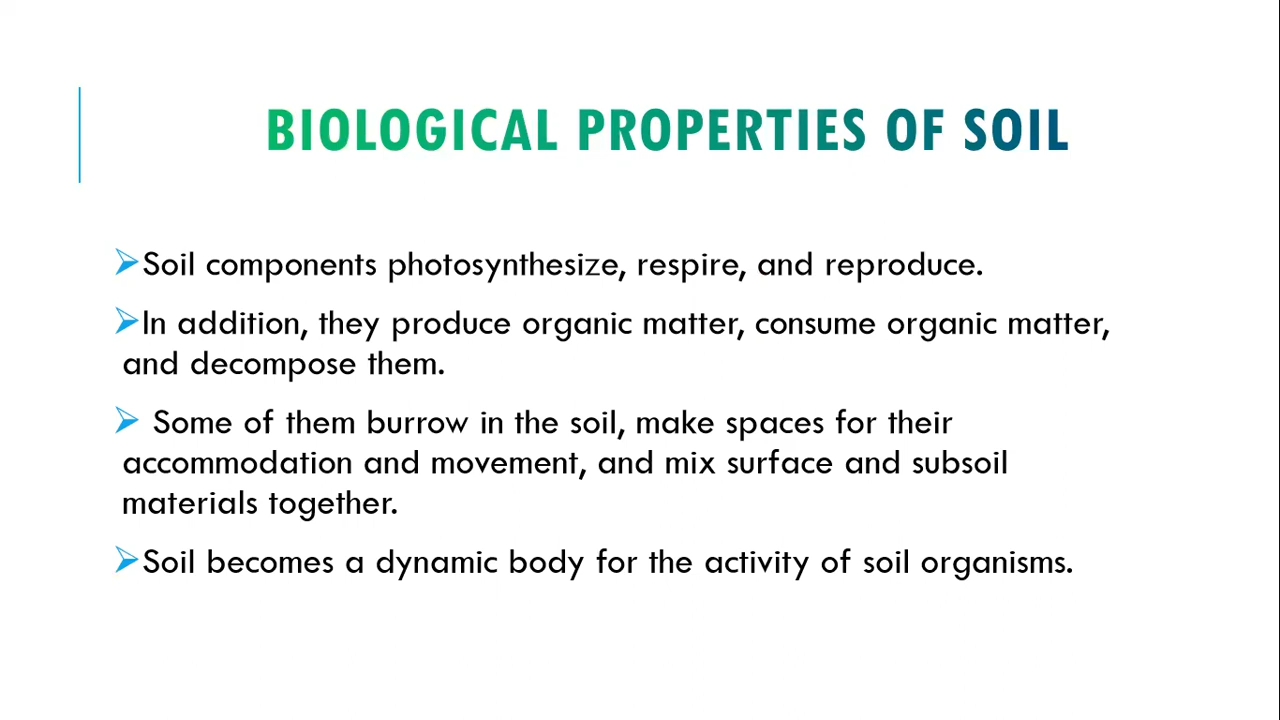 BIOLOGICAL PROPERTIES OF SOIL
➢Soil components photosynthesize, respire, and reproduce.
➢In addition, they produce organic matter, consume organic matter,
and decompose them.
➢ Some of them burrow in the soil, make spaces for their
accommodation and movement, and mix surface and subsoil
materials together.
➢Soil becomes a dynamic body for the activity of soil organisms.